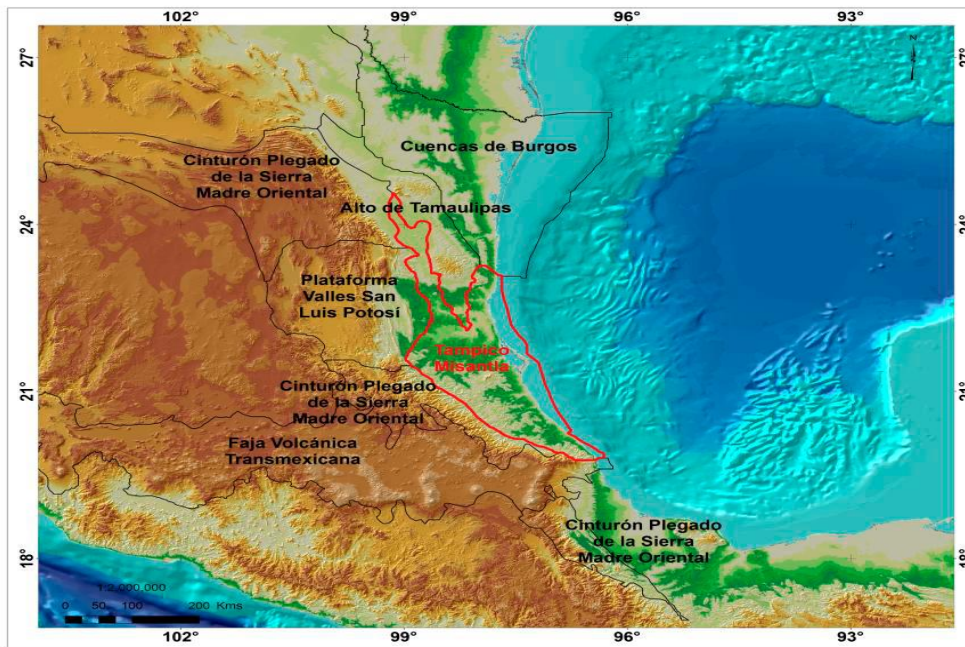 102°
99°
96°
93°
27°
27°
N
Cuencas de Burgos
Cinturón Plegado
de la Sierra
Madre Oriental
24°
24°
Alto de Tamaulipas
Plataforma
Valles San
Luis Potosí
Tampico
Misantla
21°
21°
Cinturón Plegado
de la Sierra
Madre Oriental
Faja Volcánica
Transmexicana
Cinturón Plegado
de la Sierra
Madre Oriental
18°
18°
1:2,000,000
0 50 100 200 Kms
102°
99°
96°
93°